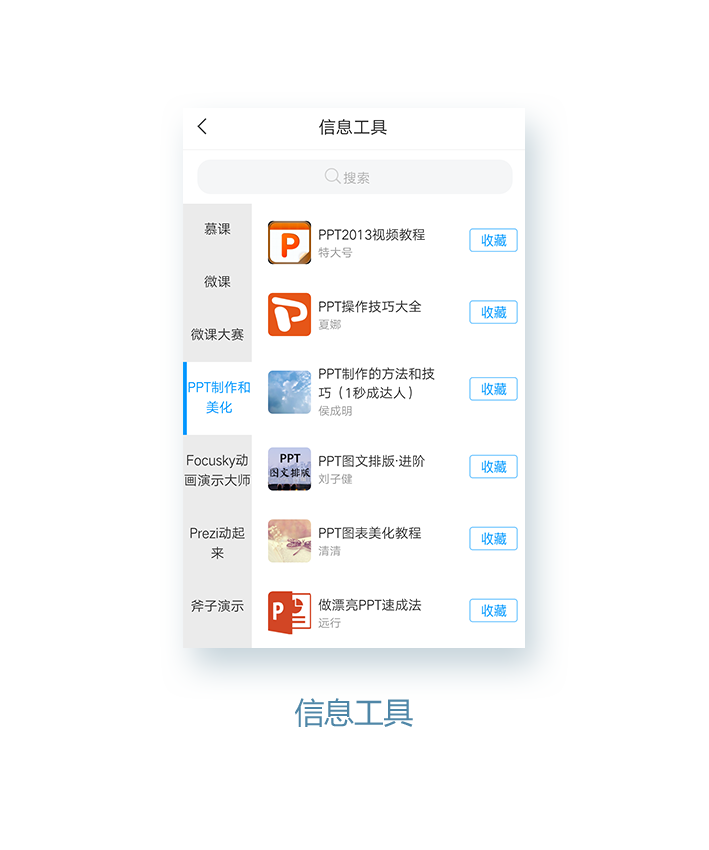 信息工具
搜索
慕课
微课
微课大赛
PPT制作和
美化
Focusky动
画演示大师
Prezi动起
来
斧子演示
PPT2013视频教程
特大号
收藏
PPT操作技巧大全
夏娜
收藏
PPT制作的方法和技
巧（1秒成达人）
侯成明
收藏
PPT
图文排版
PPT图文排版·进阶
刘子健
收藏
PPT图表美化教程
清清
收藏
做漂亮PPT速成法
远行
收藏
信息工具